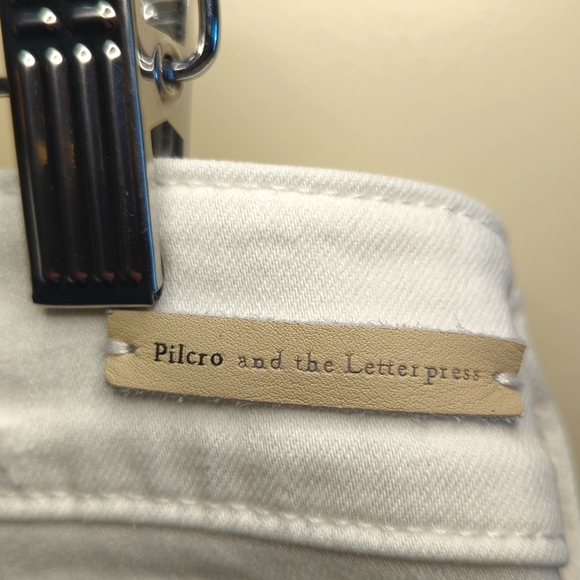 Pilcro and the Letterpress